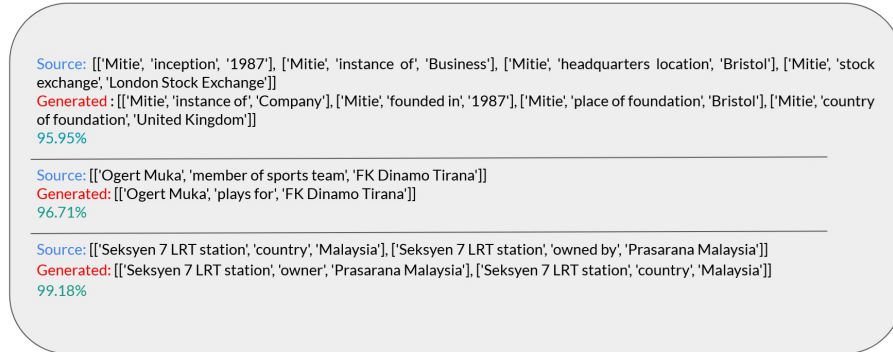 Source: [['Mitie', 'inception', '1987'], ['Mitie', 'instance of', 'Business'], ['Mitie', 'headquarters location', 'Bristol'], ['Mitie', 'stock
exchange', 'London Stock Exchange']]
Generated : [['Mitie', 'instance of', 'Company'], ['Mitie', 'founded in', '1987'], ['Mitie', 'place of foundation', 'Bristol'], ['Mitie', 'country
of foundation', 'United Kingdom']]
95.95%
Source: [['Ogert Muka', 'member of sports team', 'FK Dinamo Tirana']]
Generated: [['Ogert Muka', 'plays for', 'FK Dinamo Tirana']]
96.71%
Source: [['Seksyen 7 LRT station', 'country', 'Malaysia'], ['Seksyen 7 LRT station', 'owned by', 'Prasarana Malaysia']]
Generated: [['Seksyen 7 LRT station', 'owner', 'Prasarana Malaysia'], ['Seksyen 7 LRT station', 'country', 'Malaysia']]
99.18%